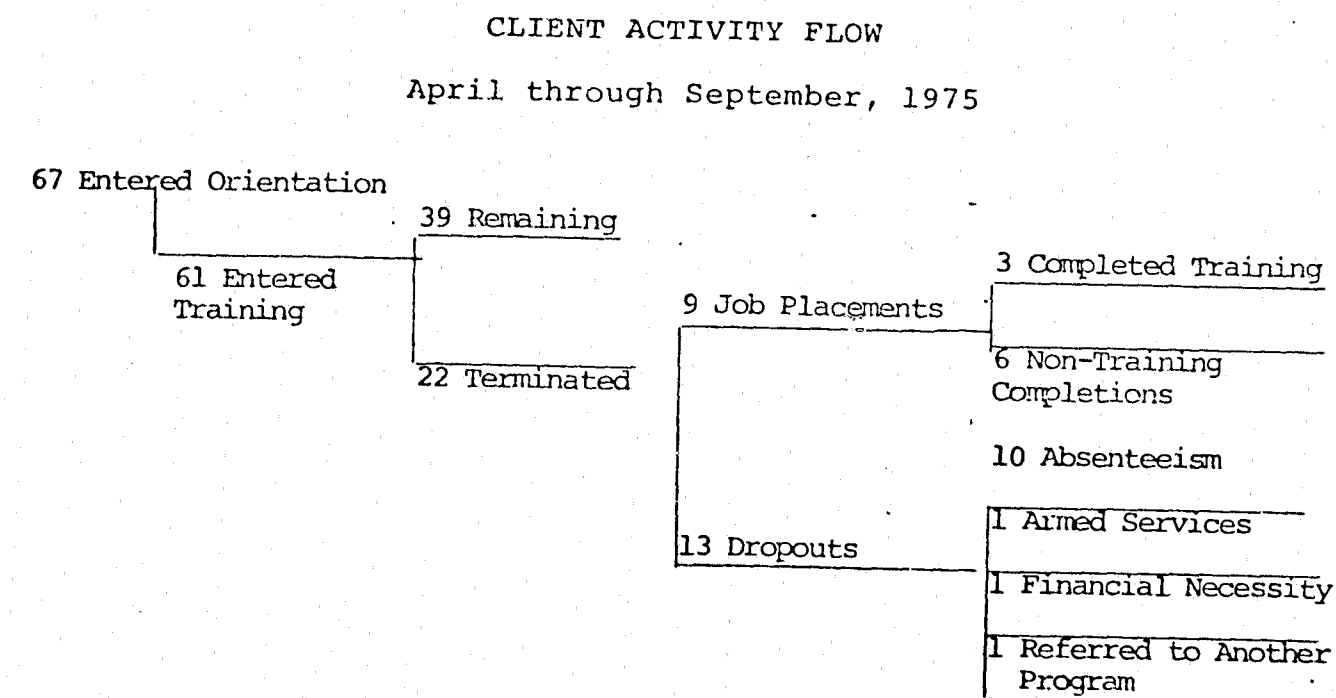 CLIENT ACTIVITY FLOW
April through September, 1975
67 Entered Orientation
61 Entered
Training
39 Remaining
22 Terminated
9 Job Placements
3 Completed Training
6 Non-Training
Completions
13 Dropouts
10 Absenteeism
1 Armed Services
1 Financial Necessity
1 Referred to Another
Program